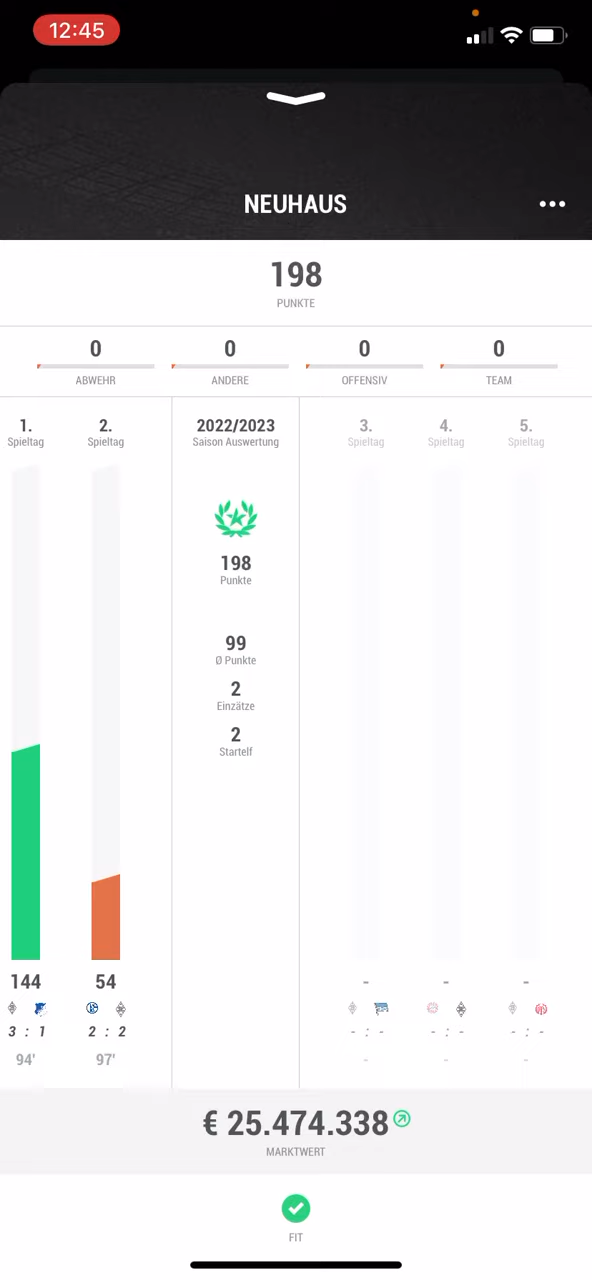 12:45
NEUHAUS
198
PUNKTE
0 0 0 0
ABWEHR ANDERE OFFENSIV TEAM
1. 2. 2022/2023 3. 4. 5.
Spieltag Spieltag Saison Auswertung Spieltag Spieltag Spieltag
198
Punkte
99
Ø Punkte
2
Einzätze
2
Startelf
144 54 - - -
3 : 1 2 : 2 - : - - : - - : -
94' 97' - - -
€ 25.474.338
MARKTWERT
FIT